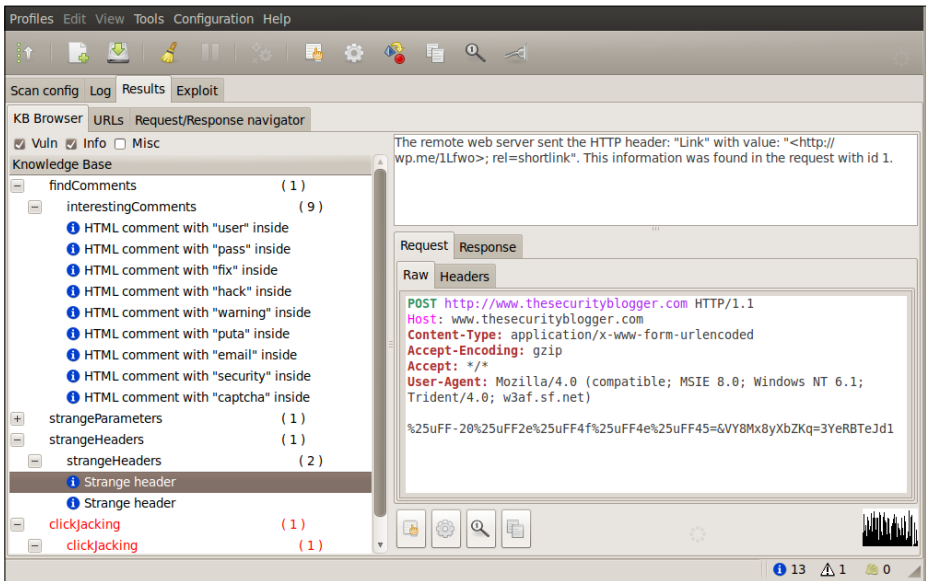 Profiles Edit View Tools Configuration Help
Scan config Log Results Exploit
KB Browser URLs Request/Response navigator
Vuln Info Misc
Knowledge Base
findComments (1)
interestingComments (9)
HTML comment with "user" inside
HTML comment with "pass" inside
HTML comment with "fix" inside
HTML comment with "hack" inside
HTML comment with "warning" inside
HTML comment with "puta" inside
HTML comment with "email" inside
HTML comment with "security" inside
HTML comment with "captcha" inside
strangeParameters (1)
strangeHeaders (1)
strangeHeaders (2)
Strange header
Strange header
clickJacking (1)
clickJacking (1)
The remote web server sent the HTTP header: "Link" with value: "<http://
wp.me/1Lfwo>; rel=shortlink". This information was found in the request with id 1.
Request Response
Raw Headers
POST http://www.thesecurityblogger.com HTTP/1.1
Host: www.thesecurityblogger.com
Content-Type: application/x-www-form-urlencoded
Accept-Encoding: gzip
Accept: */*
User-Agent: Mozilla/4.0 (compatible; MSIE 8.0; Windows NT 6.1;
Trident/4.0; w3af.sf.net)
%25uFF-20%25uFF2e%25uFF4f%25uFF4e%25uFF45=&VY8Mx8yXbZKq=3YeRBTeJd1
13 1 0